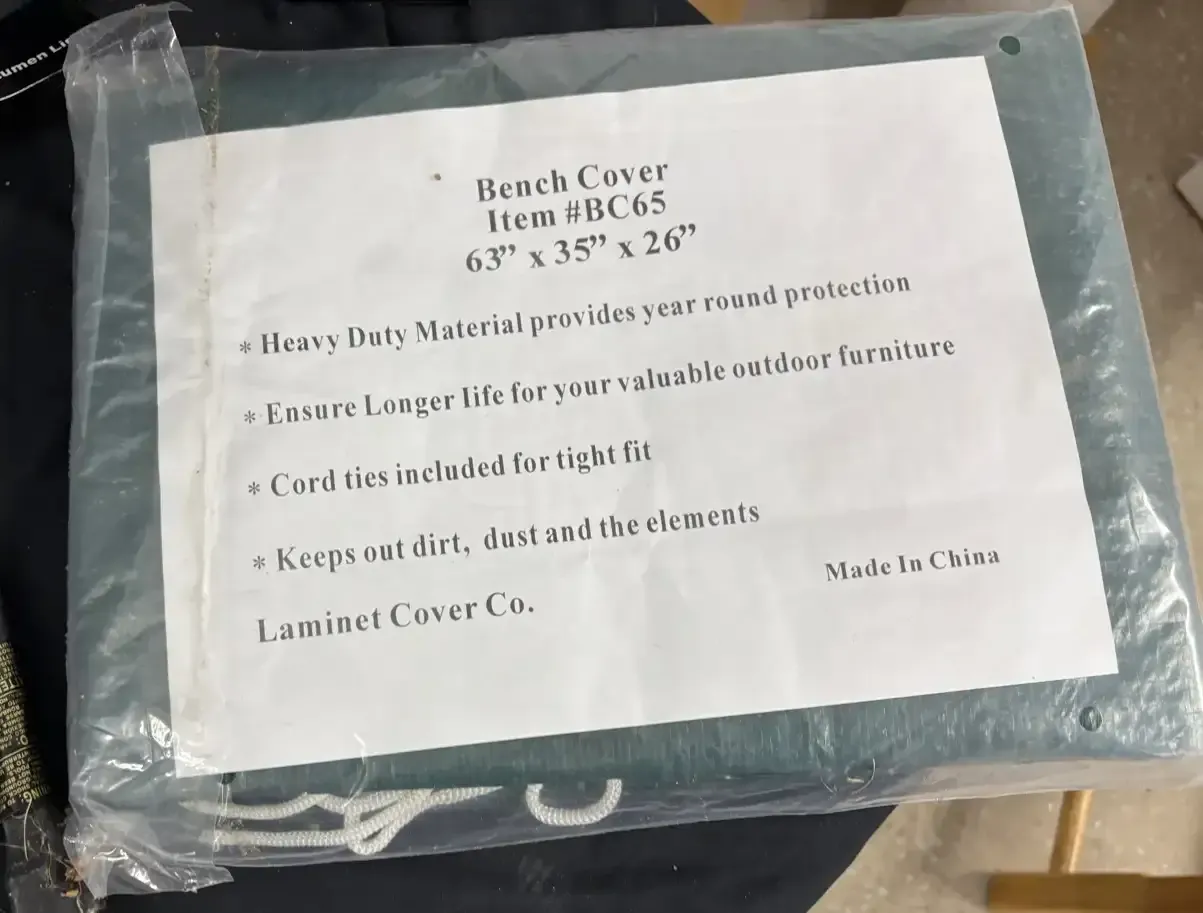 Bench Cover
Item #BC65
63” x 35” x 26”
* Heavy Duty Material provides year round protection
* Ensure Longer Iife for your valuable outdoor furniture
* Cord ties included for tight fit
* Keeps out dirt, dust and the elements
Made In China
Laminet Cover Co.